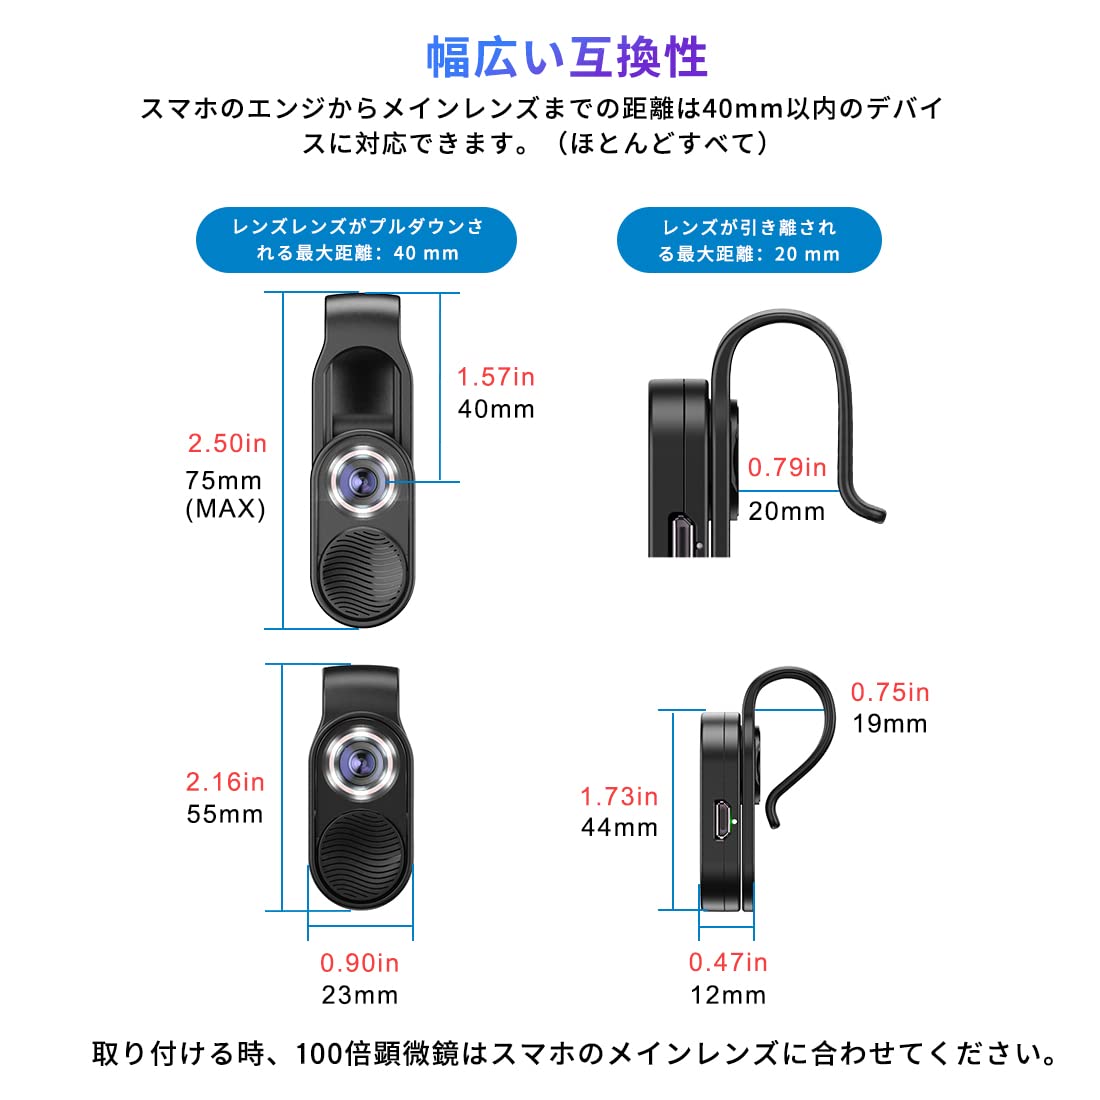 幅広い互換性
スマホのエンジからメインレンズまでの距離は40mm以内のデバイ
スに対応できます。（ほとんどすべて）
レンズレンズがプルダウンさ
れる最大距離：40 mm
レンズが引き離され
る最大距離：20 mm
1.57in
40mm
2.50in
75mm
(MAX)
0.79in
20mm
0.75in
19mm
2.16in
55mm
1.73in
44mm
0.90in
23mm
0.47in
12mm
取り付ける時、100倍顕微鏡はスマホのメインレンズに合わせてください。